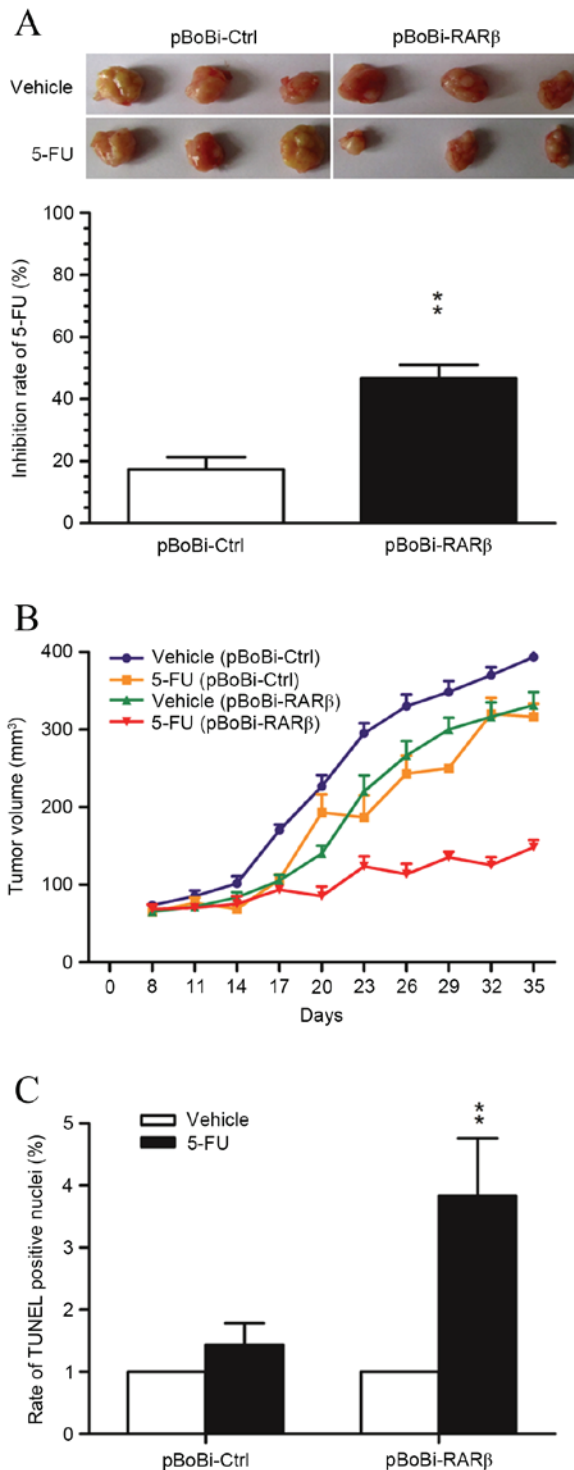 A
pBoBi-Ctrl pBoBi-RARβ
Vehicle
5-FU
Inhibition rate of 5-FU (%)
100
80
60
40
20
0
**
pBoBi-Ctrl pBoBi-RARβ
B
Tumor volume (mm³)
400
300
200
100
0
Vehicle (pBoBi-Ctrl)
5-FU (pBoBi-Ctrl)
Vehicle (pBoBi-RARβ)
5-FU (pBoBi-RARβ)
0 8 11 14 17 20 23 26 29 32 35
Days
C
Rate of TUNEL positive nuclei (%)
5
4
3
2
1
0
Vehicle
5-FU
**
pBoBi-Ctrl pBoBi-RARβ